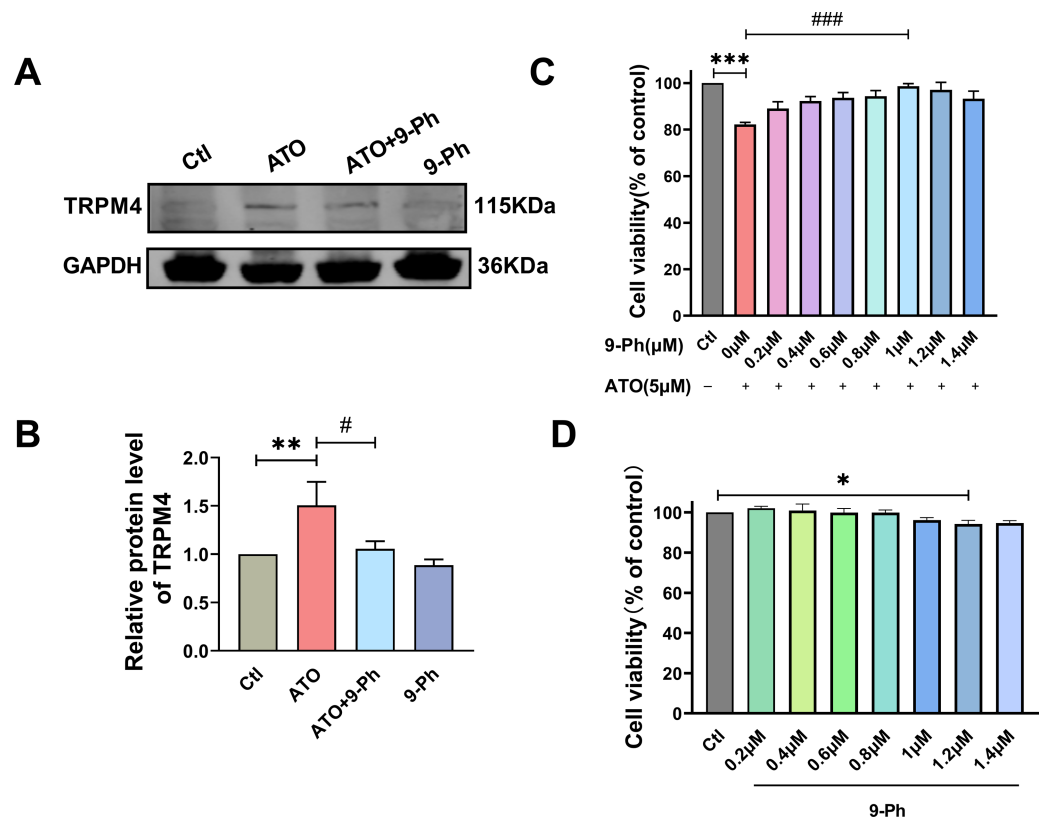 A
Ctl ATO ATO+9-Ph 9-Ph
TRPM4 115KDa
GAPDH 36KDa
B
Relative protein level
of TRPM4
** #
2.0
1.5
1.0
0.5
0.0
Ctl ATO ATO+9-Ph 9-Ph
C
###
***
Cell viability(% of control)
100
80
60
40
20
0
9-Ph(μM) Ctl 0μM 0.2μM 0.4μM 0.6μM 0.8μM 1μM 1.2μM 1.4μM
ATO(5μM) – + + + + + + + +
D
*
Cell viability(% of control)
100
80
60
40
20
0
Ctl 0.2μM 0.4μM 0.6μM 0.8μM 1μM 1.2μM 1.4μM
9-Ph